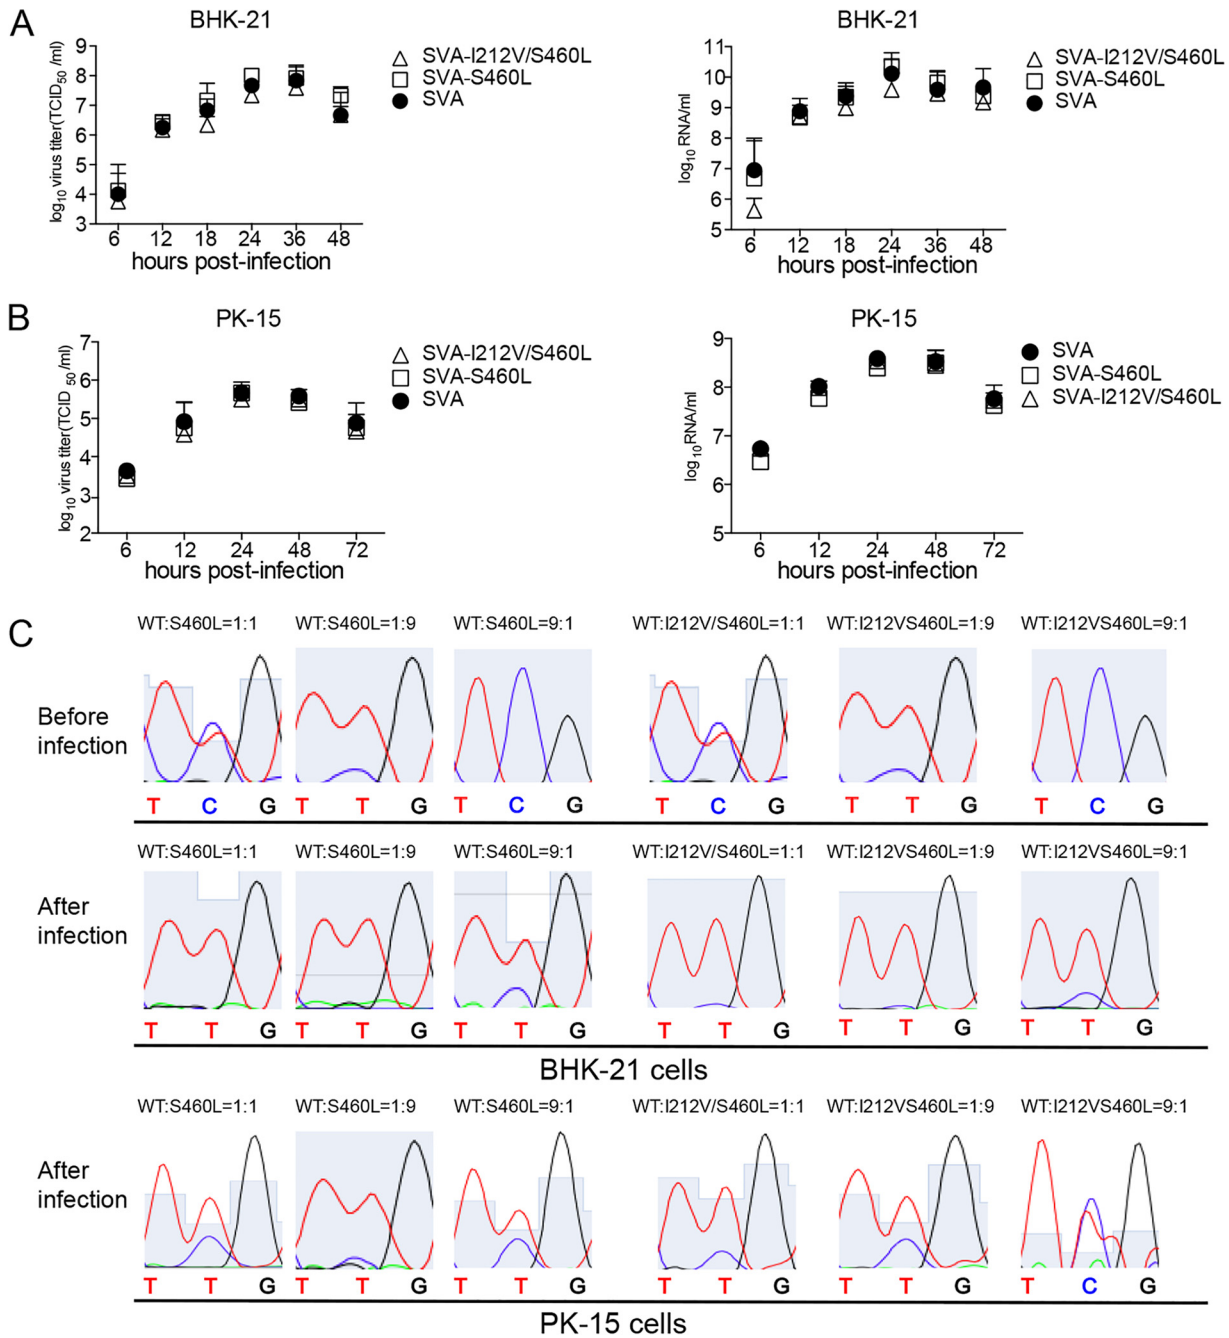 A
BHK-21
9
8
7
6
5
4
3
log10 virus titer(TCID50 /ml)
6 12 18 24 36 48
hours post-infection
SVA-I212V/S460L
SVA-S460L
SVA
BHK-21
11
10
9
8
7
6
5
log10 RNA/ml
6 12 18 24 36 48
hours post-infection
SVA-I212V/S460L
SVA-S460L
SVA
B
PK-15
7
6
5
4
3
2
log10 virus titer(TCID 50 /ml)
6 12 24 48 72
hours post-infection
SVA-I212V/S460L
SVA-S460L
SVA
PK-15
9
8
7
6
5
log10RNA/ml
6 12 24 48 72
hours post-infection
SVA
SVA-S460L
SVA-I212V/S460L
C
WT:S460L=1:1 WT:S460L=1:9 WT:S460L=9:1 WT:I212V/S460L=1:1 WT:I212VS460L=1:9 WT:I212VS460L=9:1
Before
infection
T C G T T G T C G T C G T T G T C G
WT:S460L=1:1 WT:S460L=1:9 WT:S460L=9:1 WT:I212V/S460L=1:1 WT:I212VS460L=1:9 WT:I212VS460L=9:1
After
infection
T T G T T G T T G T T G T T G T T G
BHK-21 cells
WT:S460L=1:1 WT:S460L=1:9 WT:S460L=9:1 WT:I212V/S460L=1:1 WT:I212VS460L=1:9 WT:I212VS460L=9:1
After
infection
T T G T T G T T G T T G T T G T C G
PK-15 cells